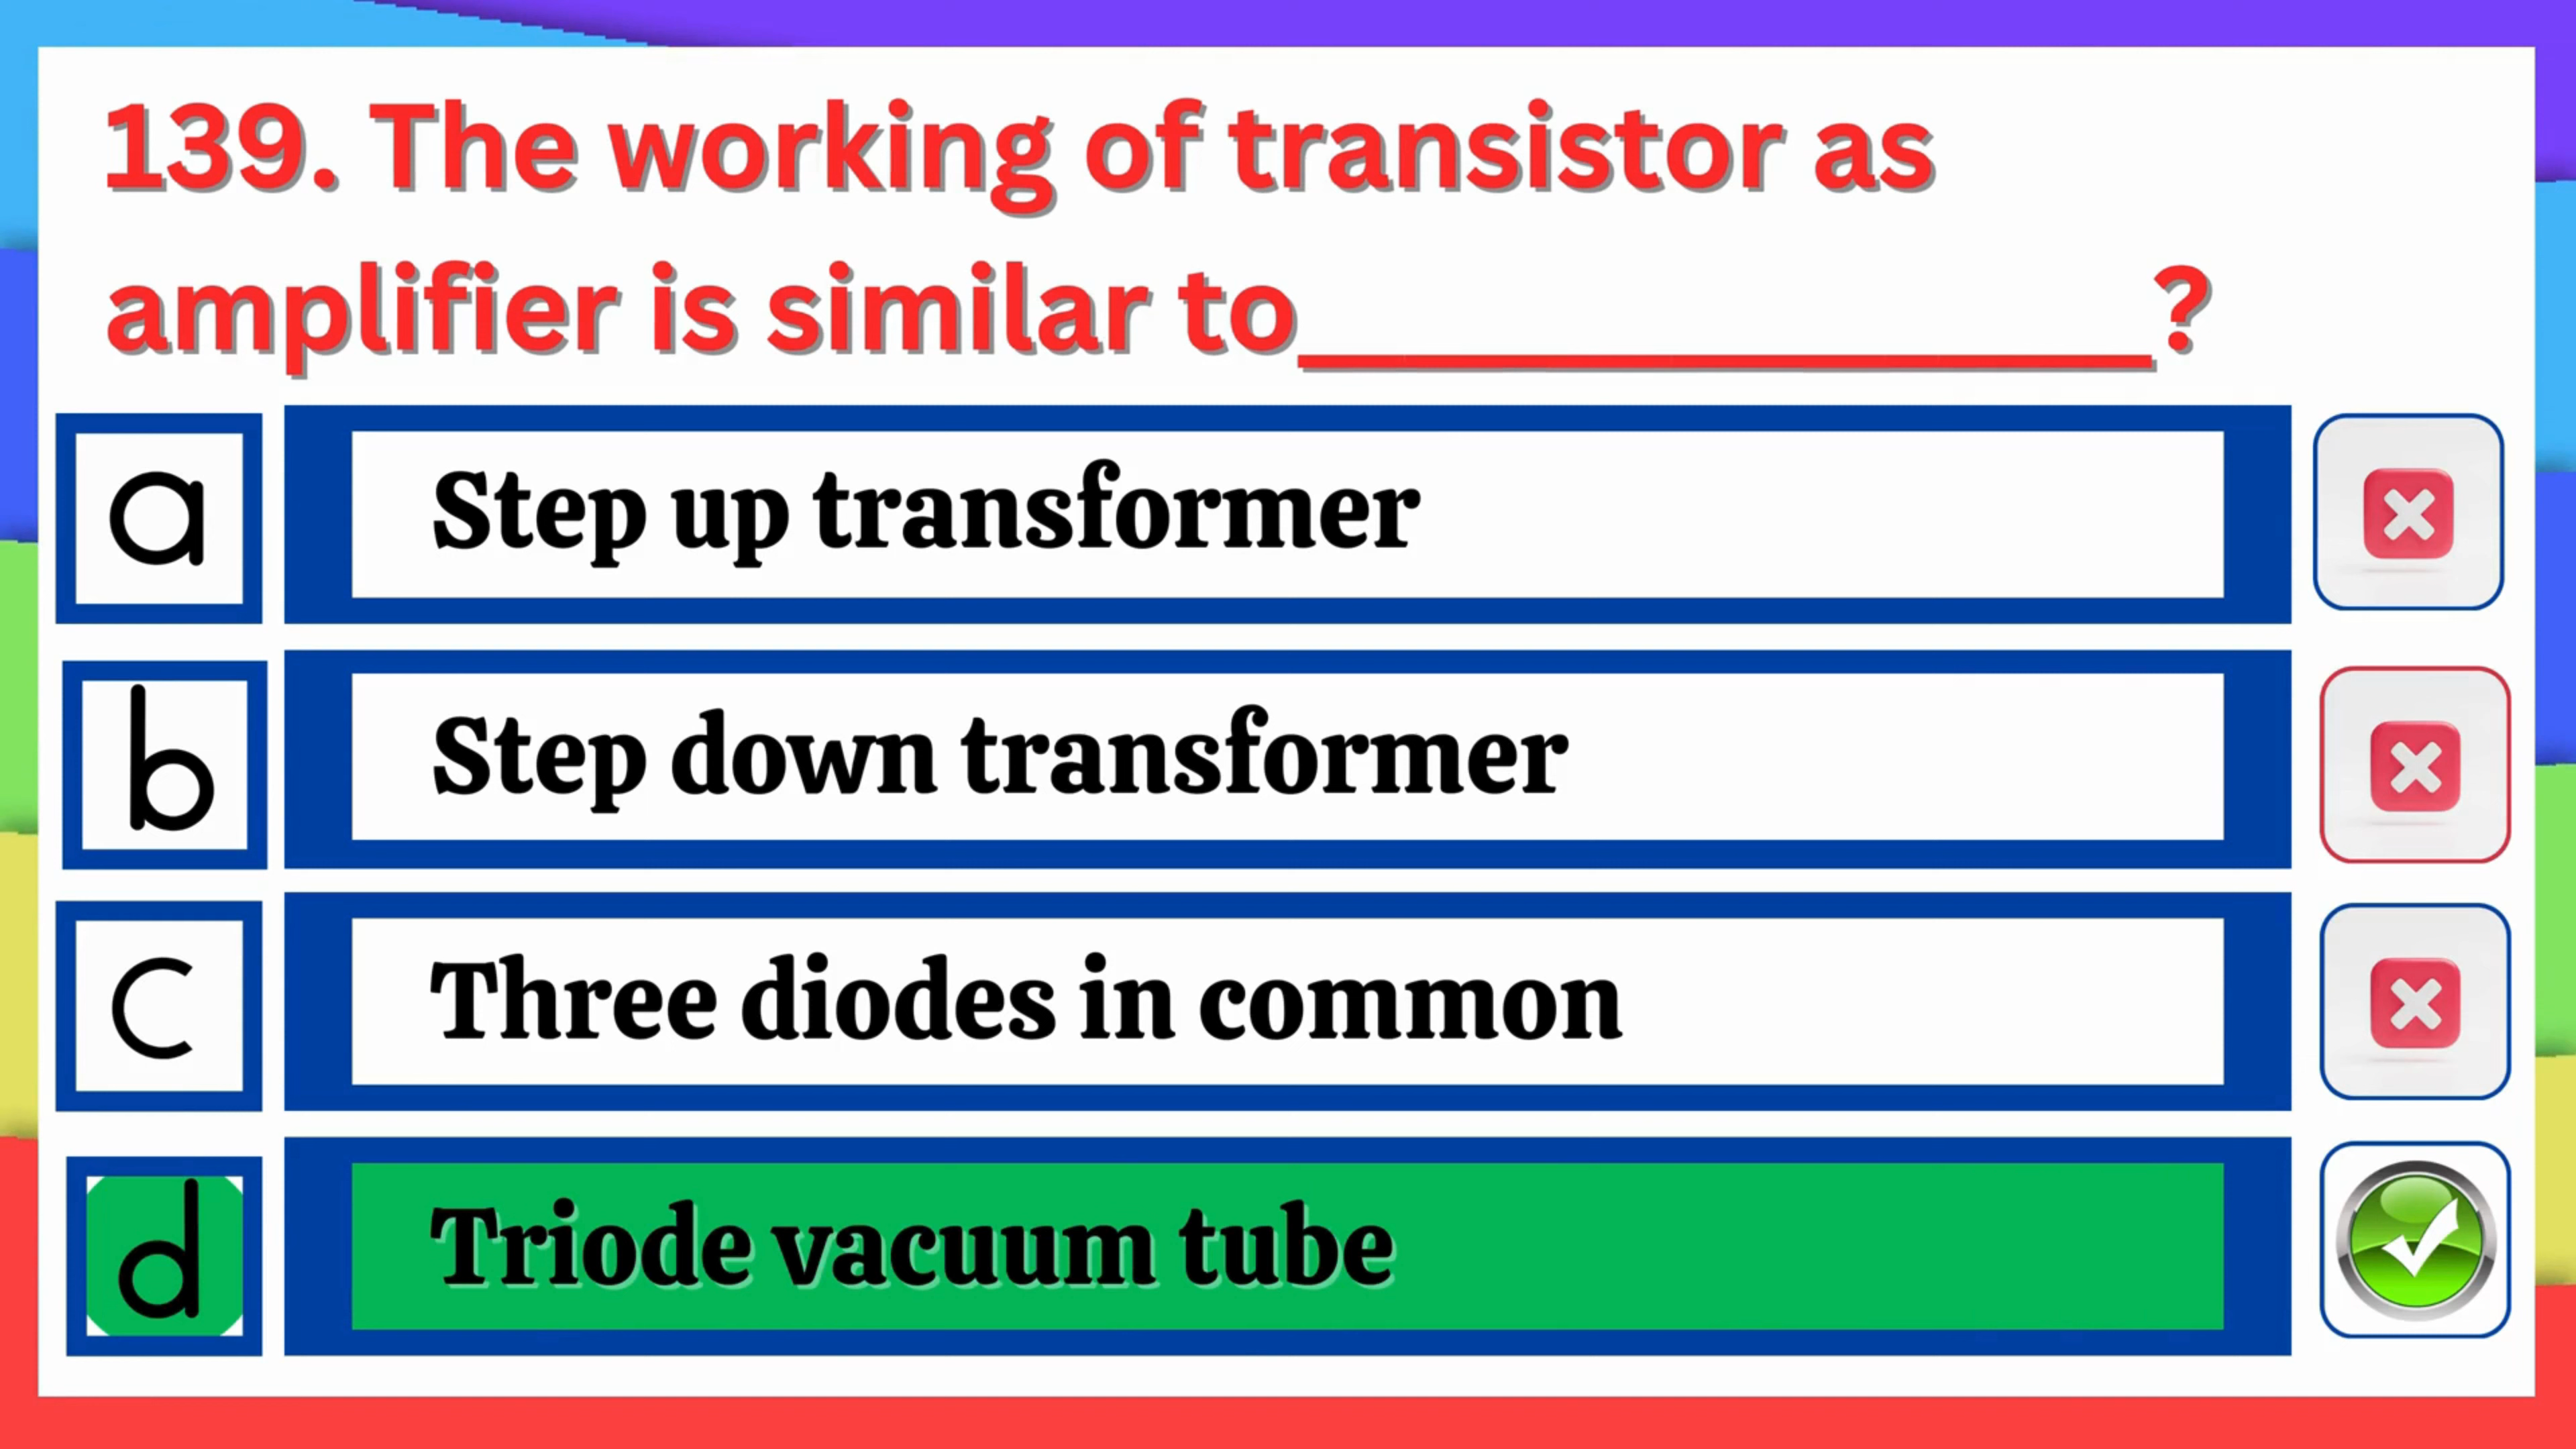 139. The working of transistor as
amplifier is similar to_______________?
a
Step up transformer
b
Step down transformer
c
Three diodes in common
d
Triode vacuum tube